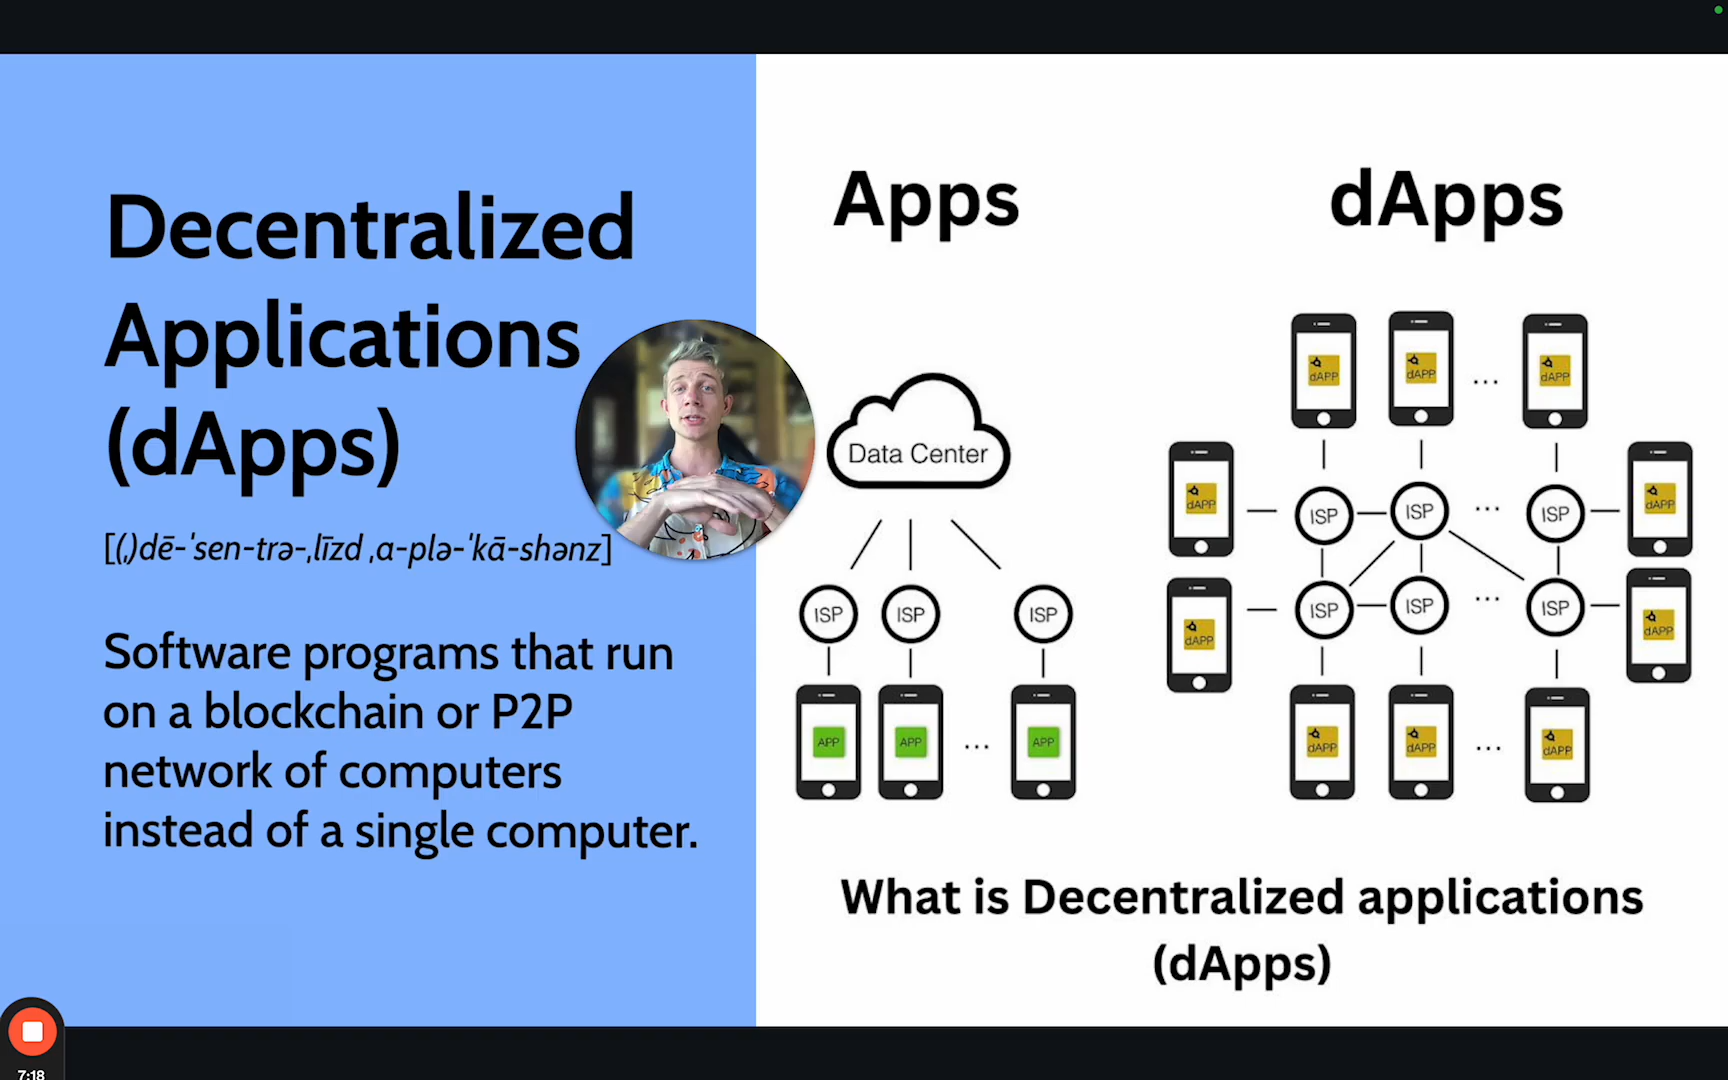 Decentralized
Applications
(dApps)
[(ˌ)dē-ˈsen-trə-ˌlīzd ˌa-plə-ˈkā-shənz]
Software programs that run
on a blockchain or P2P
network of computers
instead of a single computer.
Apps
Data Center
ISP ISP ISP
APP APP ... APP
dApps
dAPP dAPP ... dAPP
dAPP ISP ISP ... ISP dAPP
dAPP ISP ISP ... ISP dAPP
dAPP dAPP ... dAPP
What is Decentralized applications
(dApps)
7:18